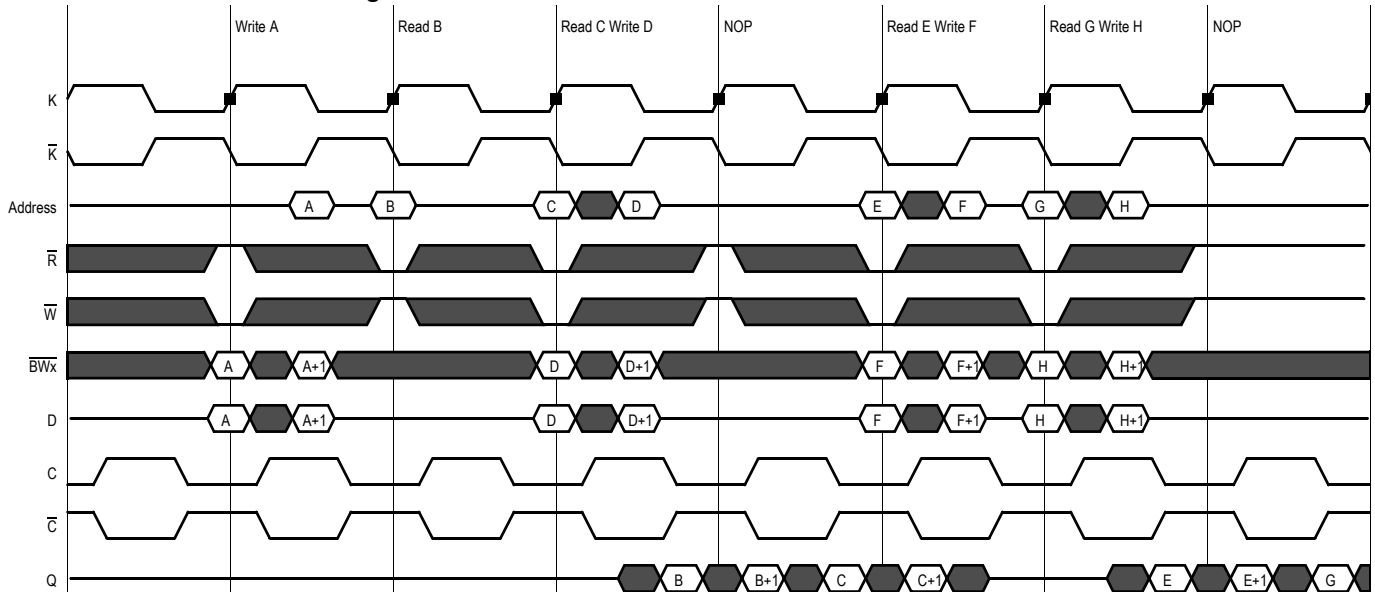 Write A Read B Read C Write D NOP Read E Write F Read G Write H NOP
K
K̅
Address A B C D E F G H
R̅
W̅
B̅W̅x̅ A A+1 D D+1 F F+1 H H+1
D A A+1 D D+1 F F+1 H H+1
C
C̅
Q B B+1 C C+1 E E+1 G